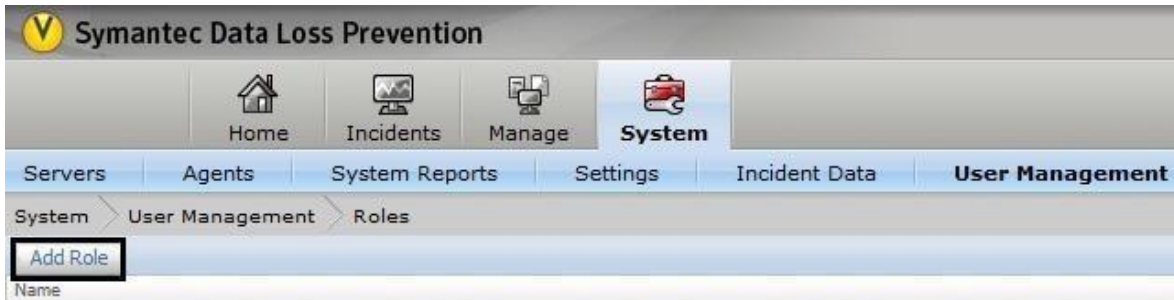 Symantec Data Loss Prevention
Home Incidents Manage System
Servers Agents System Reports Settings Incident Data User Management
System User Management Roles
Add Role
Name